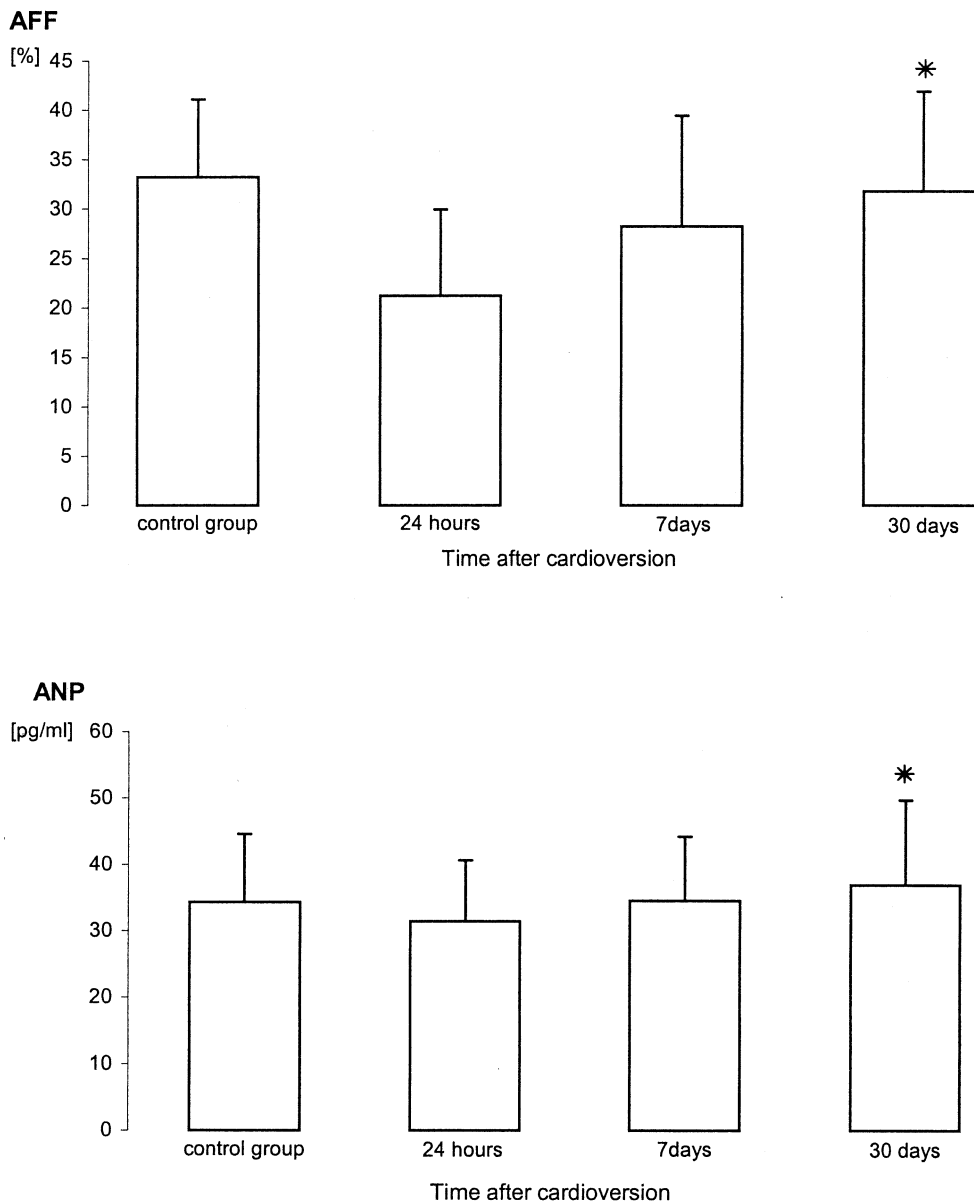 AFF
[%]
45
40
35
30
25
20
15
10
5
0
control group 24 hours 7days 30 days
Time after cardioversion
*
ANP
[pg/ml]
60
50
40
30
20
10
0
control group 24 hours 7days 30 days
Time after cardioversion
*